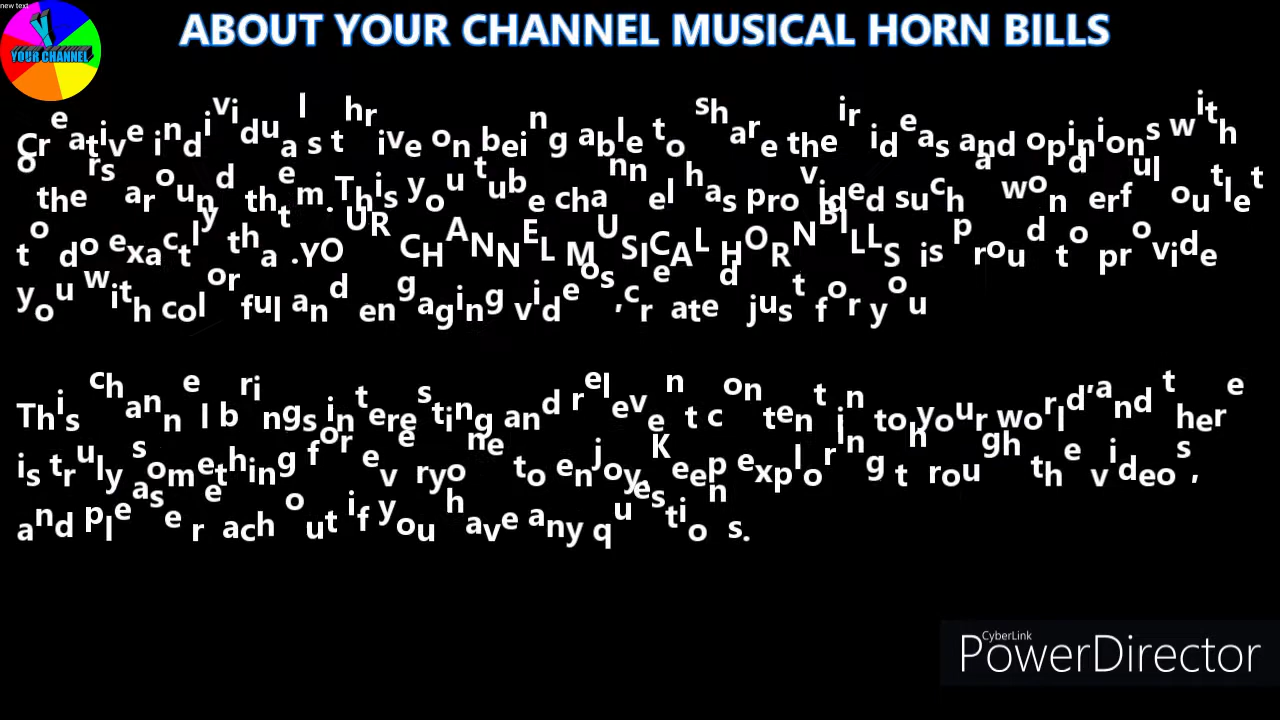 new text
YOUR CHANNEL
ABOUT YOUR CHANNEL MUSICAL HORN BILLS
Creative individuals thrive on being able to share their ideas and opinions with
others around them. This youtube channel has provided such a wonderful outlet
to do exactly that .YOUR CHANNEL MUSICAL HORNBILLS is proud to provide
you with colorful and engaging videos ,created just for you
This channel brings interesting and relevent content into your world'and there
is truly something for everyone to enjoy. Keep exploring through the videos,
and please reach out if you have any questions.
CyberLink
PowerDirector